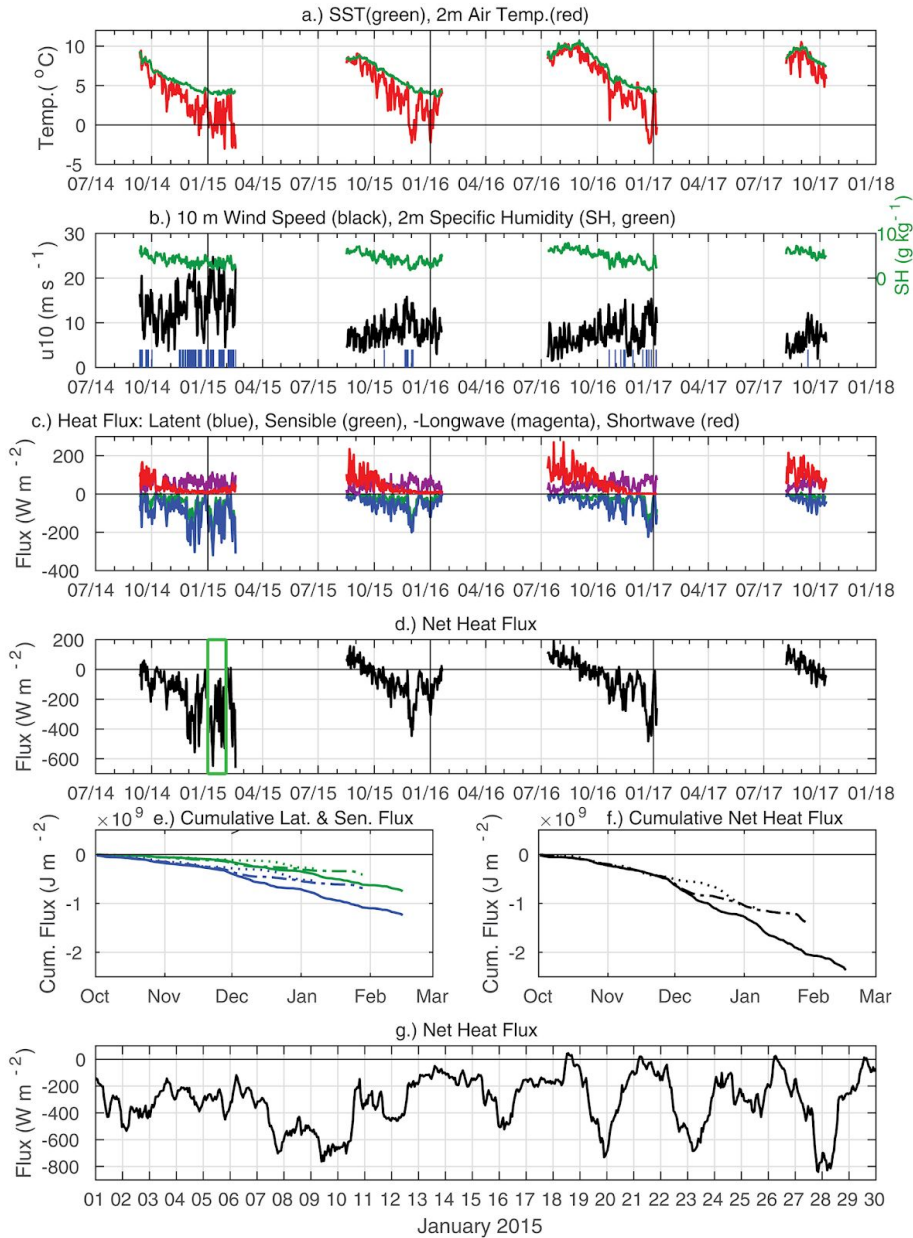 a.) SST(green), 2m Air Temp.(red)
Temp.( °C)
10
5
0
-5
07/14 10/14 01/15 04/15 07/15 10/15 01/16 04/16 07/16 10/16 01/17 04/17 07/17 10/17 01/18
b.) 10 m Wind Speed (black), 2m Specific Humidity (SH, green)
u10 (m s -1)
30
20
10
0
SH (g kg -1)
10
0
07/14 10/14 01/15 04/15 07/15 10/15 01/16 04/16 07/16 10/16 01/17 04/17 07/17 10/17 01/18
c.) Heat Flux: Latent (blue), Sensible (green), -Longwave (magenta), Shortwave (red)
Flux (W m -2)
200
0
-200
-400
07/14 10/14 01/15 04/15 07/15 10/15 01/16 04/16 07/16 10/16 01/17 04/17 07/17 10/17 01/18
d.) Net Heat Flux
Flux (W m -2)
200
0
-200
-400
-600
07/14 10/14 01/15 04/15 07/15 10/15 01/16 04/16 07/16 10/16 01/17 04/17 07/17 10/17 01/18
× 10 9 e.) Cumulative Lat. & Sen. Flux
Cum. Flux (J m -2)
0
-1
-2
Oct Nov Dec Jan Feb Mar
× 10 9 f.) Cumulative Net Heat Flux
Cum. Flux (J m -2)
0
-1
-2
Oct Nov Dec Jan Feb Mar
g.) Net Heat Flux
Flux (W m -2)
0
-200
-400
-600
-800
01 02 03 04 05 06 07 08 09 10 11 12 13 14 15 16 17 18 19 20 21 22 23 24 25 26 27 28 29 30
January 2015